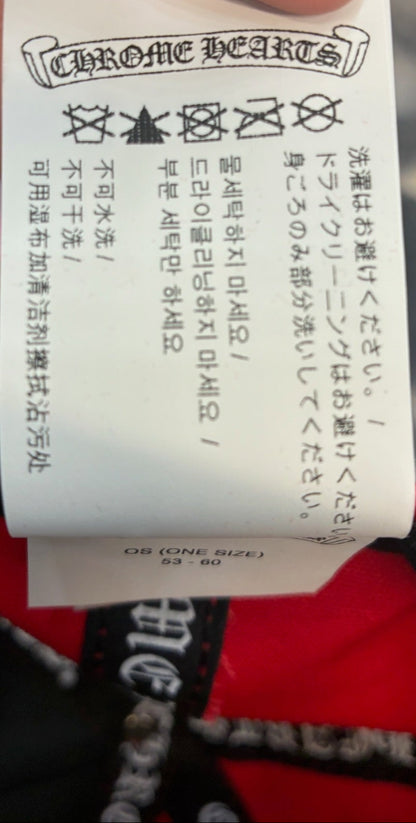 CHROME HEARTS
洗濯はお避けください。 /
ドライクリーニングはお避けください
身ごろのみ部分洗いしてください。
물세탁하지 마세요 /
드라이클리닝하지 마세요 /
부분 세탁만 하세요
不可水洗 /
不可干洗 /
可用湿布加清洁剂擦拭沾污处
OS (ONE SIZE)
53 - 60
ME